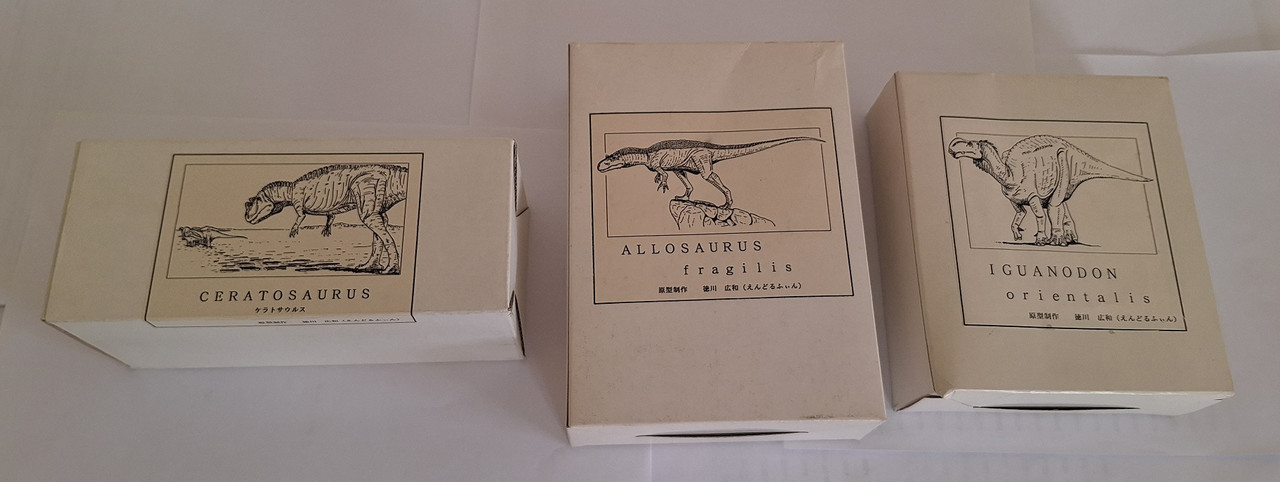 CERATOSAURUS
ケラトサウルス
ALLOSAURUS
fragilis
原型制作 徳川 広和(えんどるふぃん)
IGUANODON
orientalis
原型制作 徳川 広和(えんどるふぃん)